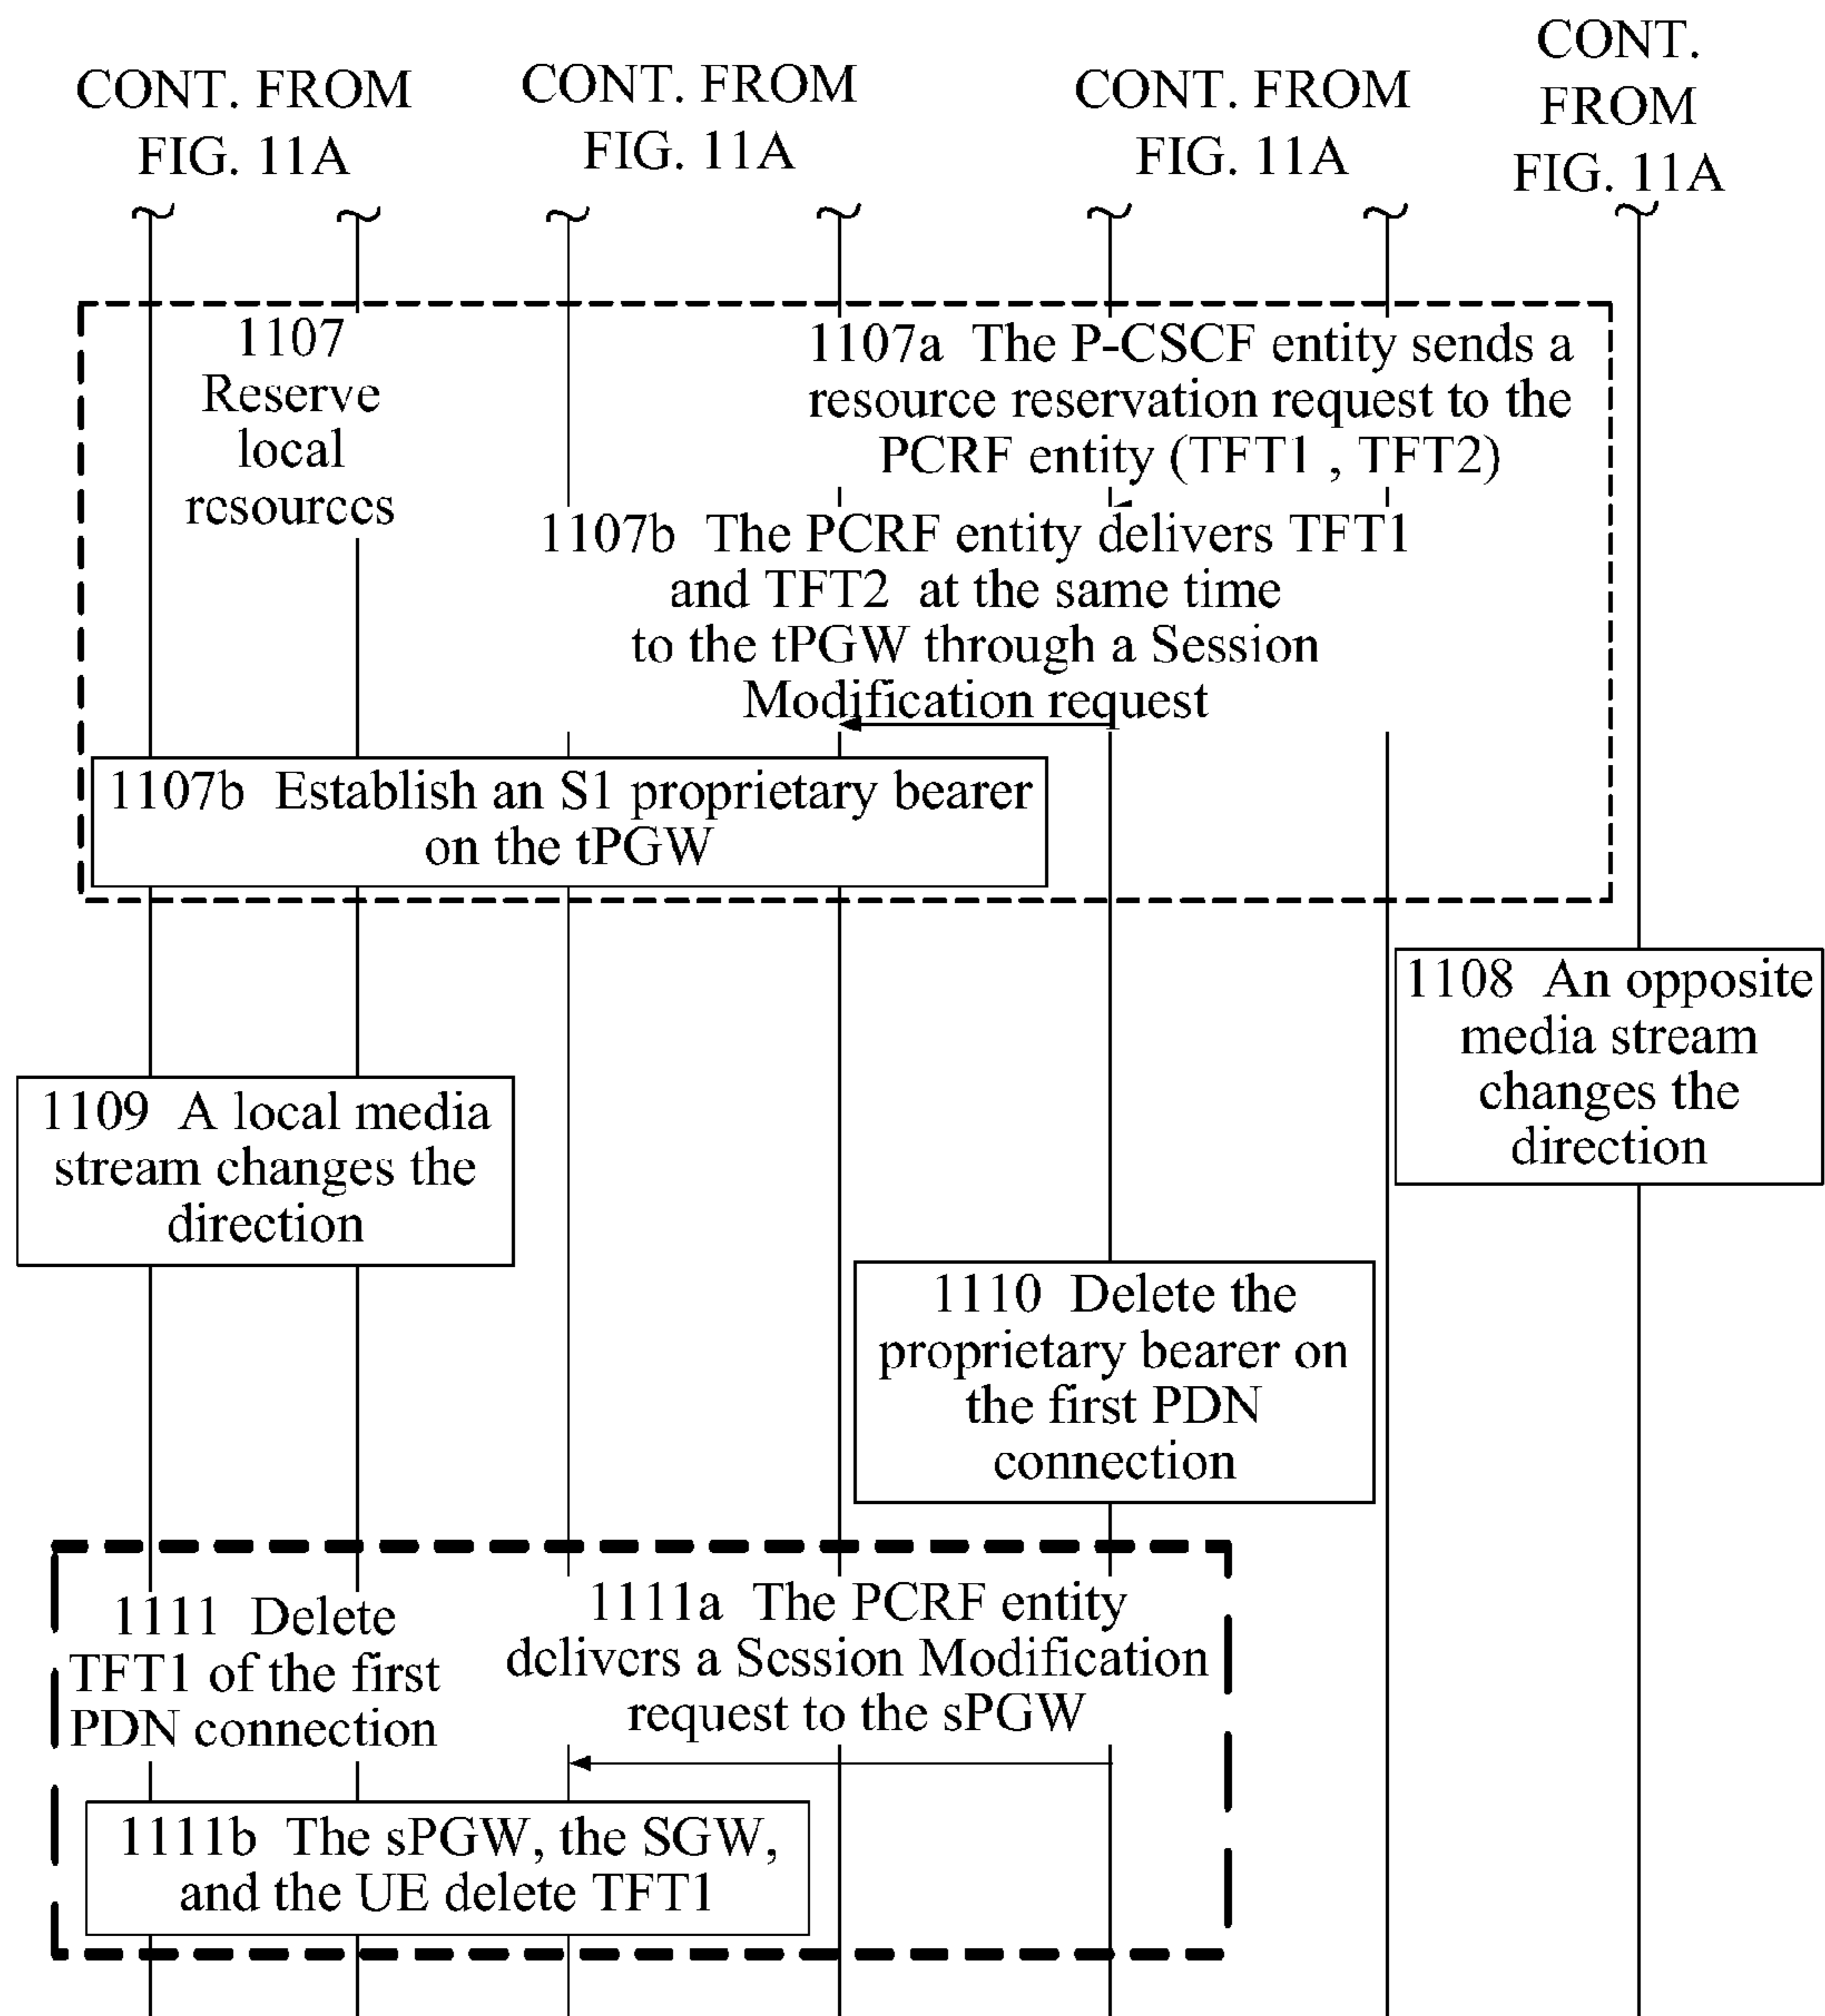 CONT. FROM
FIG. 11A
CONT. FROM
FIG. 11A
CONT. FROM
FIG. 11A
CONT.
FROM
FIG. 11A
1107
Reserve
local
resources
1107a The P-CSCF entity sends a
resource reservation request to the
PCRF entity (TFT1 , TFT2)
1107b The PCRF entity delivers TFT1
and TFT2 at the same time
to the tPGW through a Session
Modification request
1107b Establish an S1 proprietary bearer
on the tPGW
1108 An opposite
media stream
changes the
direction
1109 A local media
stream changes the
direction
1110 Delete the
proprietary bearer on
the first PDN
connection
1111 Delete
TFT1 of the first
PDN connection
1111a The PCRF entity
delivers a Session Modification
request to the sPGW
1111b The sPGW, the SGW,
and the UE delete TFT1